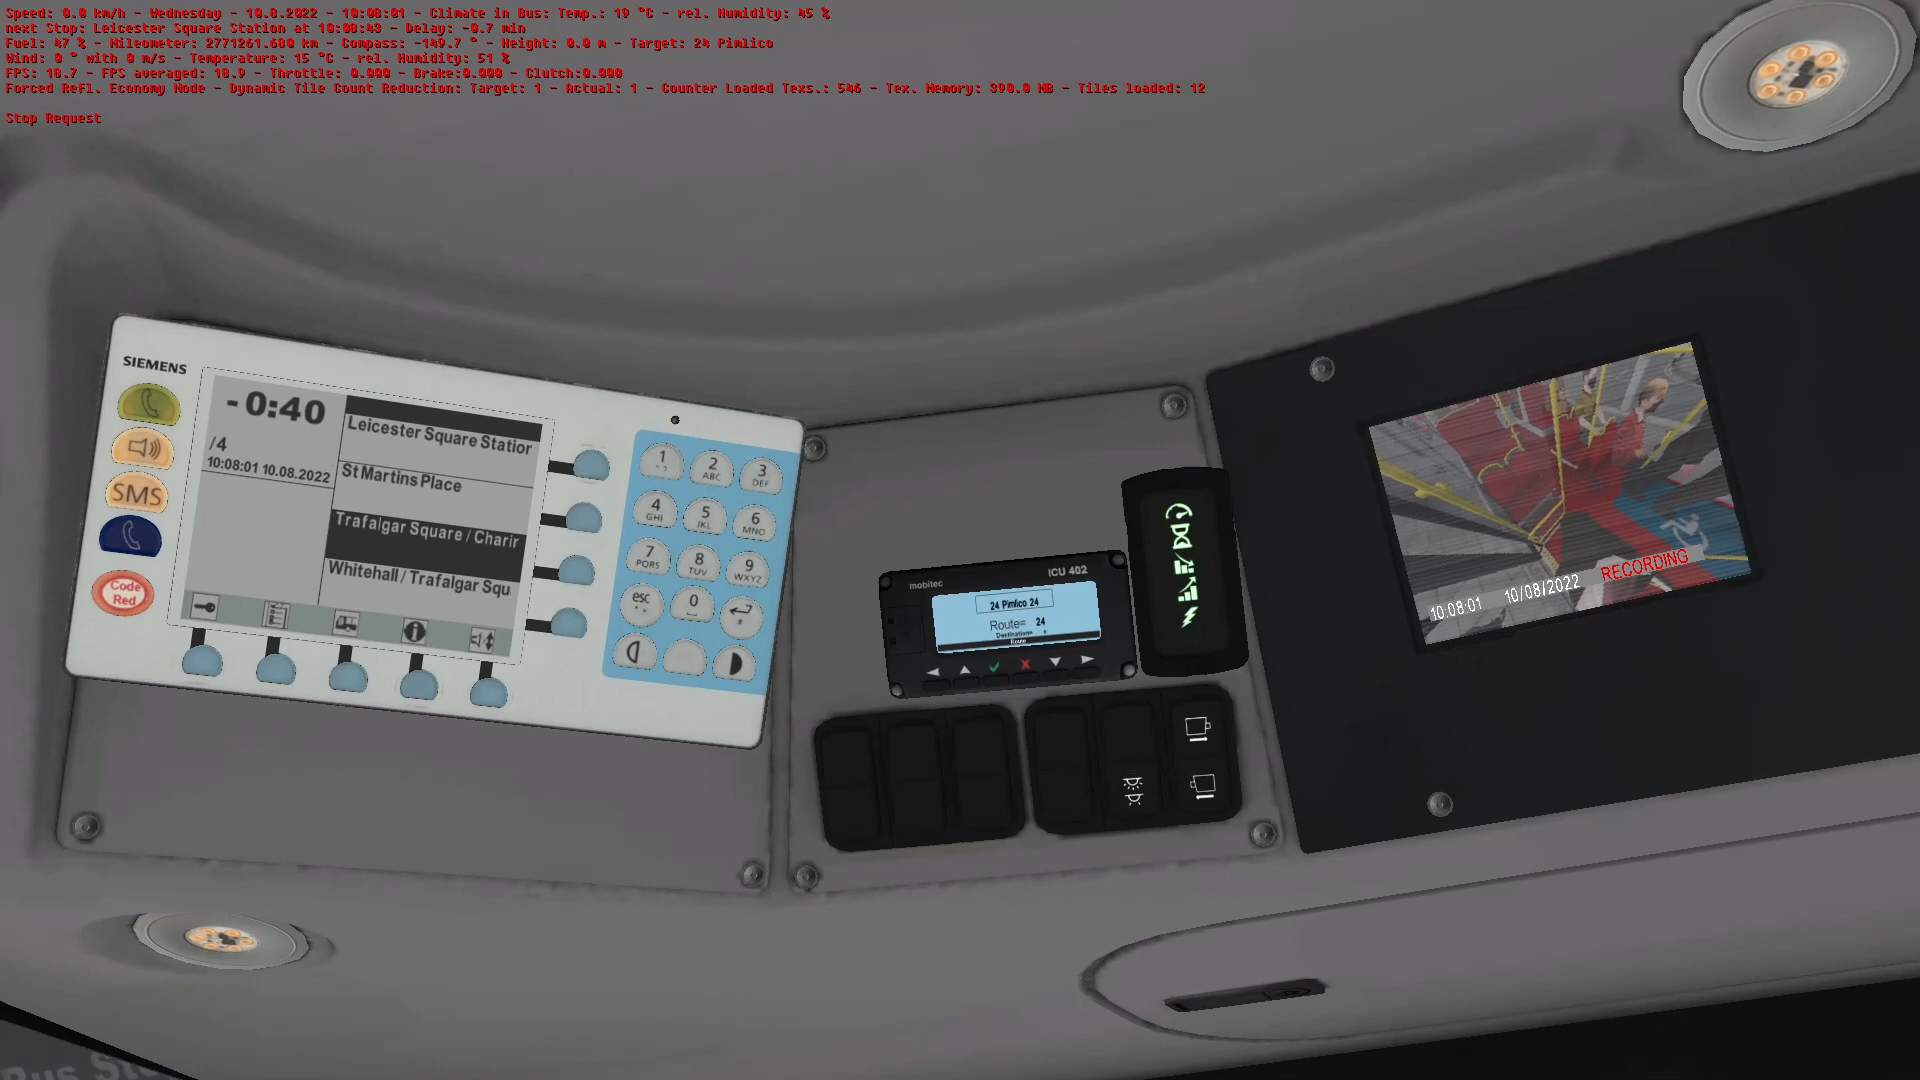 Speed: 0.0 km/h - Wednesday - 10.8.2022 - 10:08:01 - Climate in Bus: Temp.: 19 °C - rel. Humidity: 45 %
next Stop: Leicester Square Station at 10:08:43 - Delay: -0.7 min
Fuel: 47 % - Mileometer: 2771261.680 km - Compass: -149.7 ° - Height: 0.0 m - Target: 24 Pimlico
Wind: 0 ° with 0 m/s - Temperature: 15 °C - rel. Humidity: 51 %
FPS: 18.7 - FPS averaged: 18.9 - Throttle: 0.000 - Brake:0.000 - Clutch:0.000
Forced Refl. Economy Mode - Dynamic Tile Count Reduction: Target: 1 - Actual: 1 - Counter Loaded Texs.: 546 - Tex. Memory: 390.0 MB - Tiles loaded: 12
Stop Request
SIEMENS
SMS
Code
Red
-0:40
/4
10:08:01 10.08.2022
Leicester Square Station
St Martins Place
Trafalgar Square / Charir
Whitehall / Trafalgar Squ
1
2 ABC
3 DEF
4 GHI
5 JKL
6 MNO
7 PQRS
8 TUV
9 WXYZ
esc
0
mobitec
ICU 402
24 Pimlico 24
Route= 24
Destination=
Route
10:08:01 10/08/2022 RECORDING
Bus